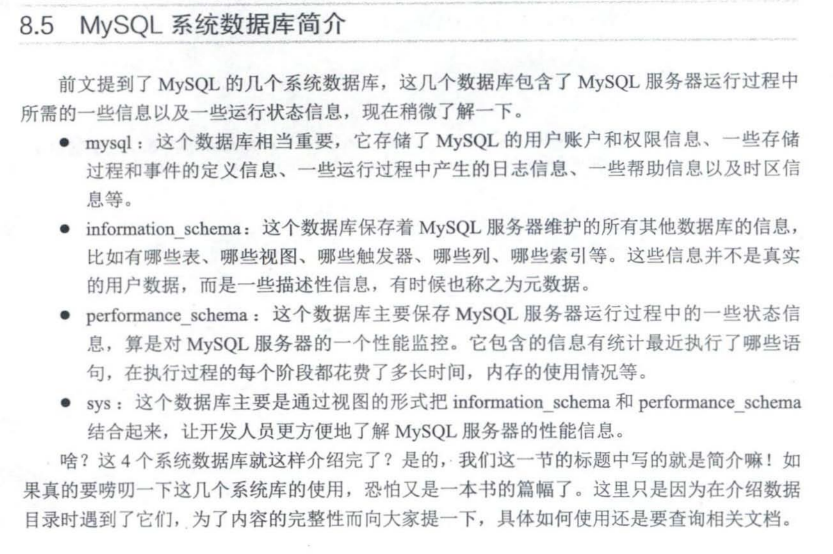 8.5 MySQL 系统数据库简介
前文提到了 MySQL 的几个系统数据库，这几个数据库包含了 MySQL 服务器运行过程中
所需的一些信息以及一些运行状态信息，现在稍微了解一下。
● mysql：这个数据库相当重要，它存储了 MySQL 的用户账户和权限信息、一些存储
过程和事件的定义信息、一些运行过程中产生的日志信息、一些帮助信息以及时区信
息等。
● information_schema：这个数据库保存着 MySQL 服务器维护的所有其他数据库的信息，
比如有哪些表、哪些视图、哪些触发器、哪些列、哪些索引等。这些信息并不是真实
的用户数据，而是一些描述性信息，有时候也称之为元数据。
● performance_schema：这个数据库主要保存 MySQL 服务器运行过程中的一些状态信
息，算是对 MySQL 服务器的一个性能监控。它包含的信息有统计最近执行了哪些语
句，在执行过程的每个阶段都花费了多长时间，内存的使用情况等。
● sys：这个数据库主要是通过视图的形式把 information_schema 和 performance_schema
结合起来，让开发人员更方便地了解 MySQL 服务器的性能信息。
啥？这 4 个系统数据库就这样介绍完了？是的，我们这一节的标题中写的就是简介嘛！如
果真的要唠叨一下这几个系统库的使用，恐怕又是一本书的篇幅了。这里只是因为在介绍数据
目录时遇到了它们，为了内容的完整性而向大家提一下，具体如何使用还是要查询相关文档。